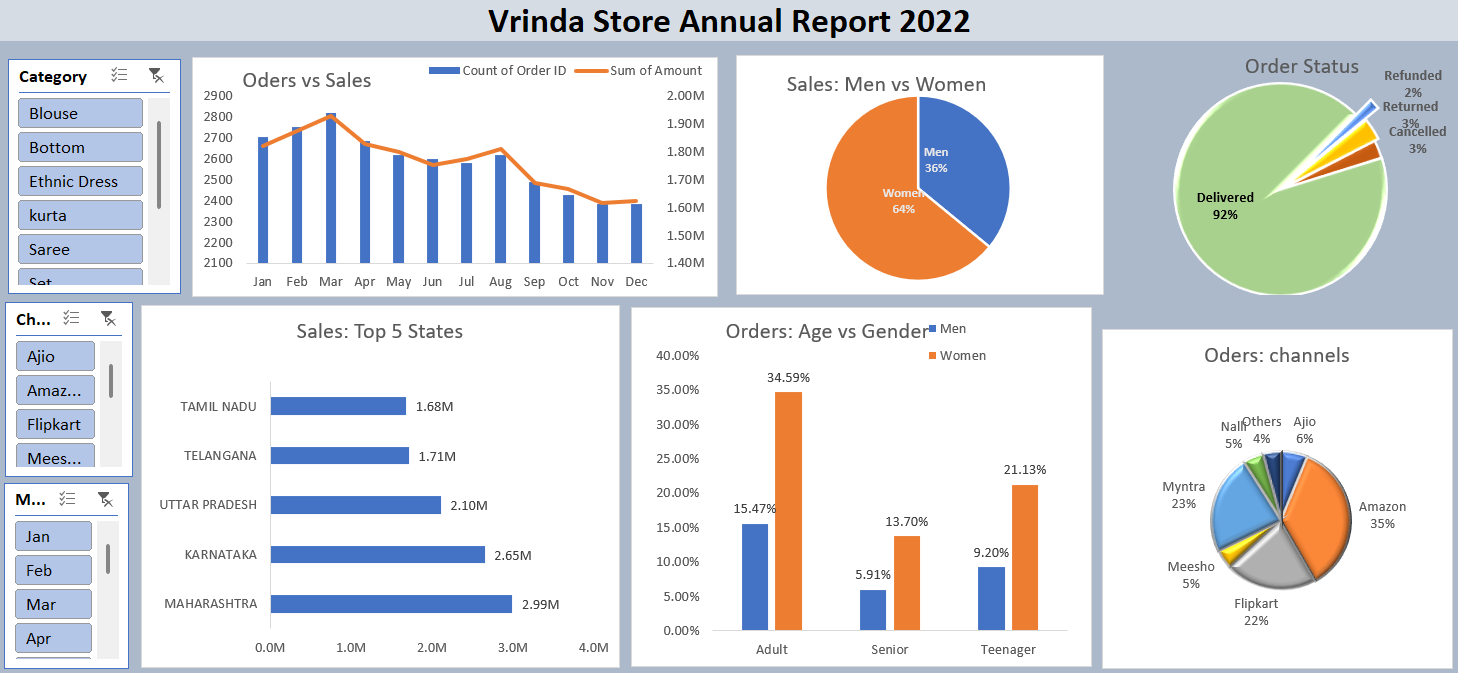 Vrinda Store Annual Report 2022
Category
Blouse
Bottom
Ethnic Dress
kurta
Saree
Set
Oders vs Sales
Count of Order ID
Sum of Amount
2900
2800
2700
2600
2500
2400
2300
2200
2100
2.00M
1.90M
1.80M
1.70M
1.60M
1.50M
1.40M
Jan Feb Mar Apr May Jun Jul Aug Sep Oct Nov Dec
Sales: Men vs Women
Men
36%
Women
64%
Order Status
Refunded
2%
Returned
3%
Cancelled
3%
Delivered
92%
Ch...
Ajio
Amaz...
Flipkart
Mees...
M...
Jan
Feb
Mar
Apr
Sales: Top 5 States
TAMIL NADU 1.68M
TELANGANA 1.71M
UTTAR PRADESH 2.10M
KARNATAKA 2.65M
MAHARASHTRA 2.99M
0.0M 1.0M 2.0M 3.0M 4.0M
Orders: Age vs Gender
Men
Women
40.00%
35.00%
30.00%
25.00%
20.00%
15.00%
10.00%
5.00%
0.00%
15.47%
34.59%
5.91%
13.70%
9.20%
21.13%
Adult Senior Teenager
Oders: channels
Nalli
5%
Others
4%
Ajio
6%
Myntra
23%
Amazon
35%
Meesho
5%
Flipkart
22%